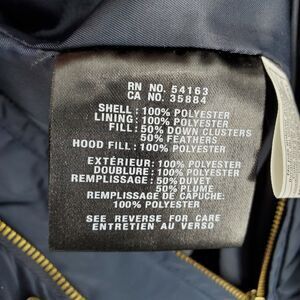 RN NO. 54163
CA NO. 35884
SHELL: 100% POLYESTER
LINING: 100% POLYESTER
FILL: 50% DOWN CLUSTERS
50% FEATHERS
HOOD FILL: 100% POLYESTER
EXTÉRIEUR: 100% POLYESTER
DOUBLURE: 100% POLYESTER
REMPLISSAGE: 50% DUVET
50% PLUME
REMPLISSAGE DE CAPUCHE:
100% POLYESTER
SEE REVERSE FOR CARE
ENTRETIEN AU VERSO